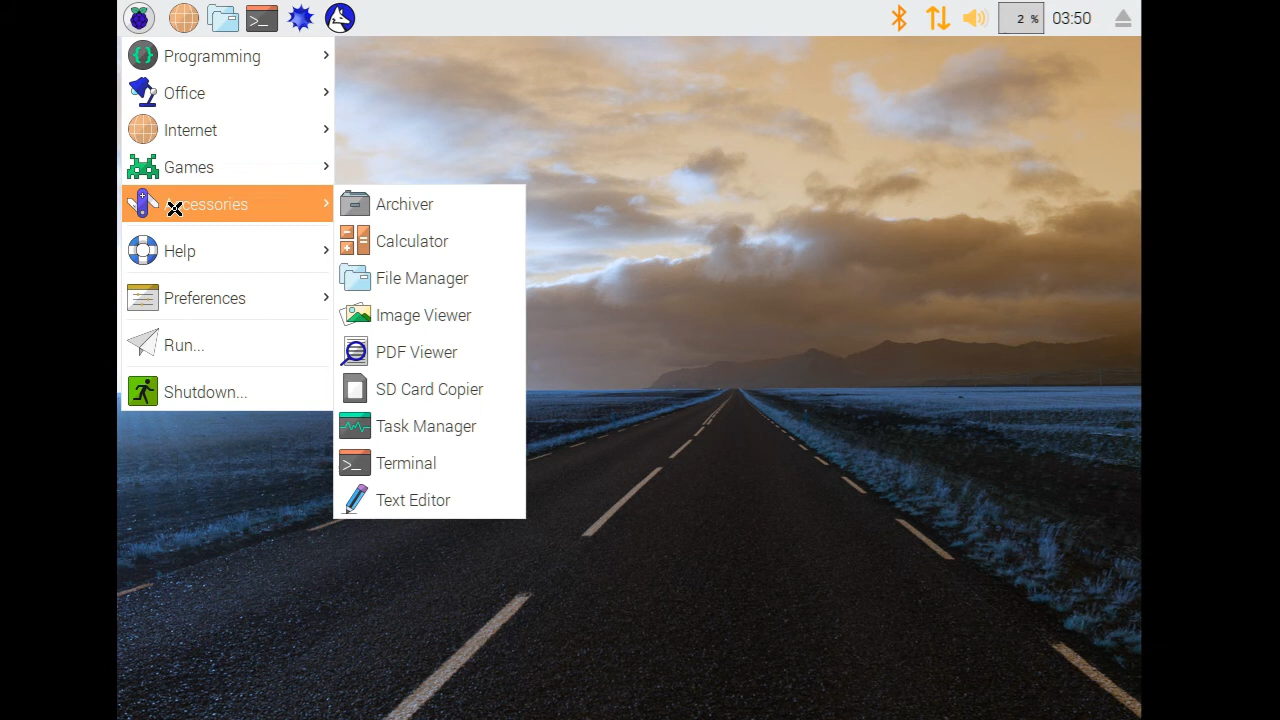 2 %
03:50
Programming
Office
Internet
Games
Accessories
Help
Preferences
Run...
Shutdown...
Archiver
Calculator
File Manager
Image Viewer
PDF Viewer
SD Card Copier
Task Manager
Terminal
Text Editor